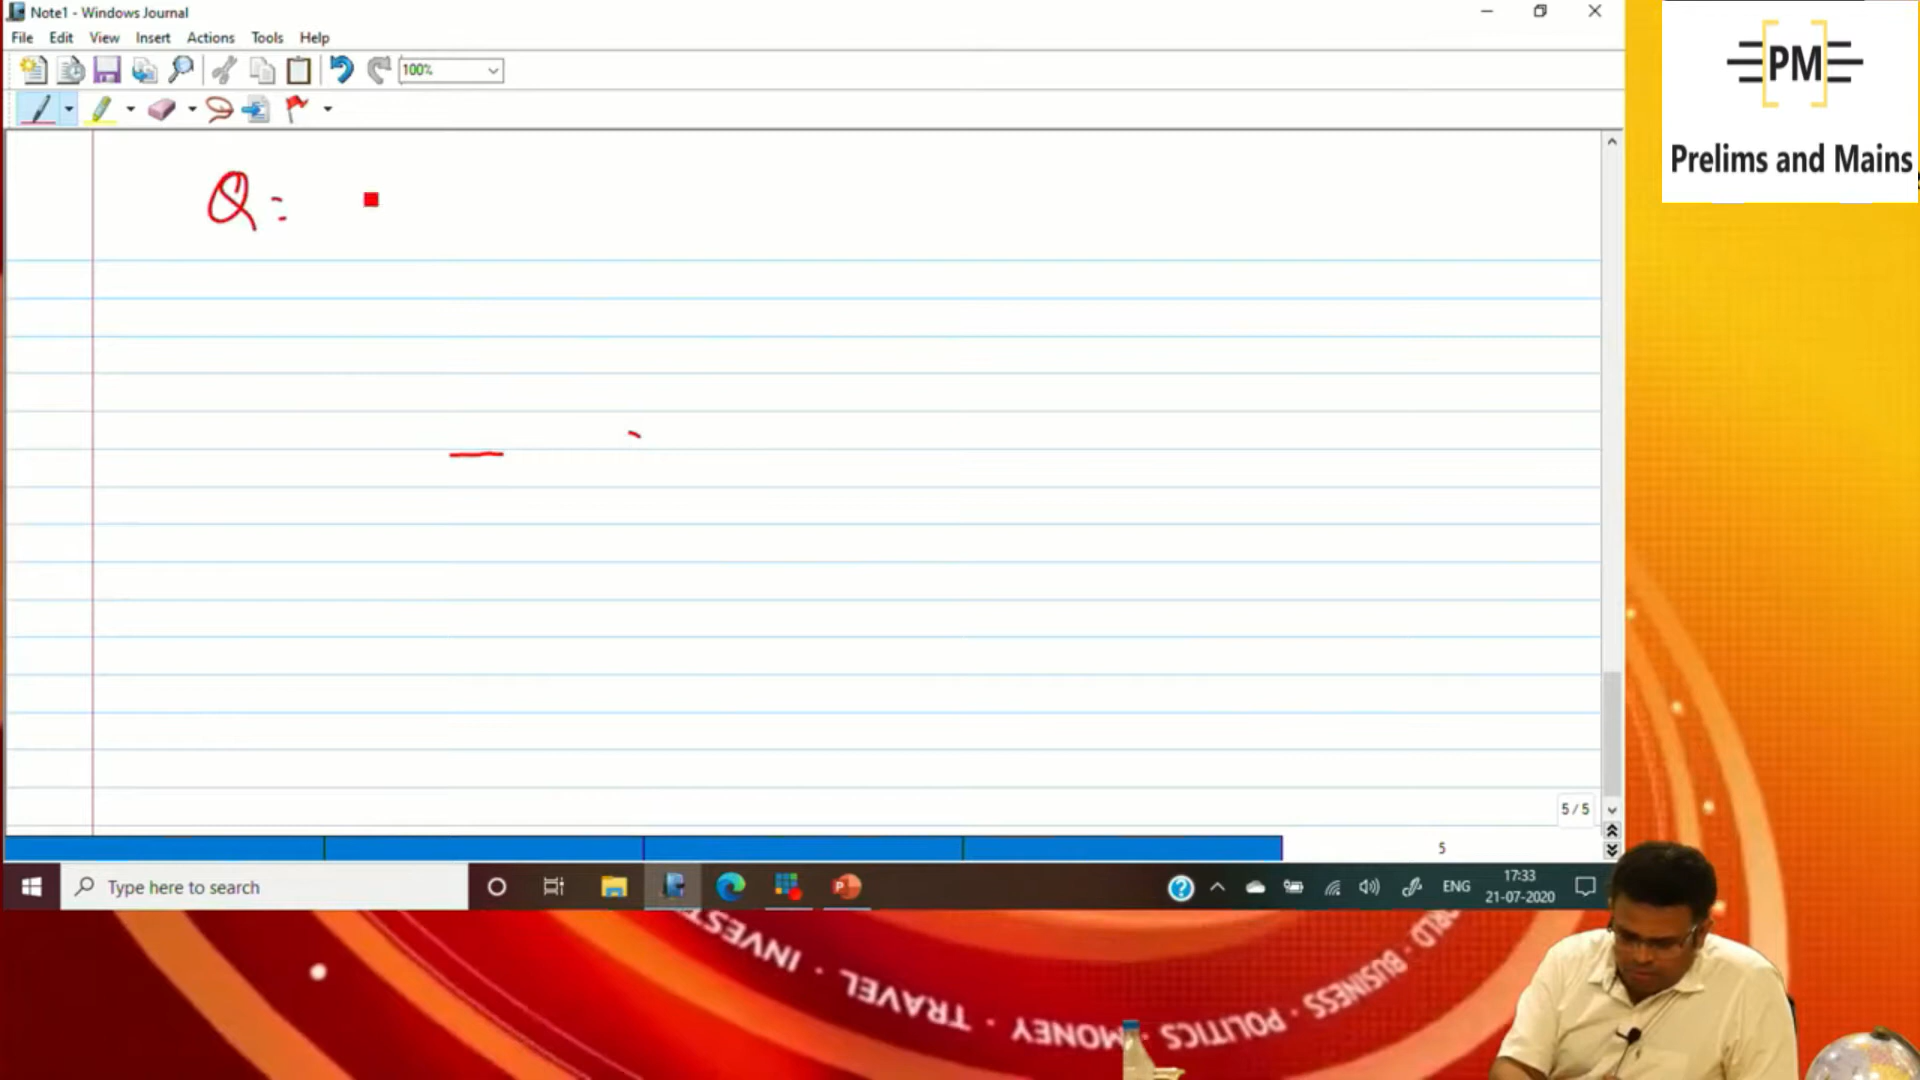 Note1 - Windows Journal
File Edit View Insert Actions Tools Help
100%
PM
Prelims and Mains
Q:
5 / 5
5
Type here to search
ENG
17:33
21-07-2020
WORLD · BUSINESS · POLITICS · MONEY · TRAVEL · INVEST